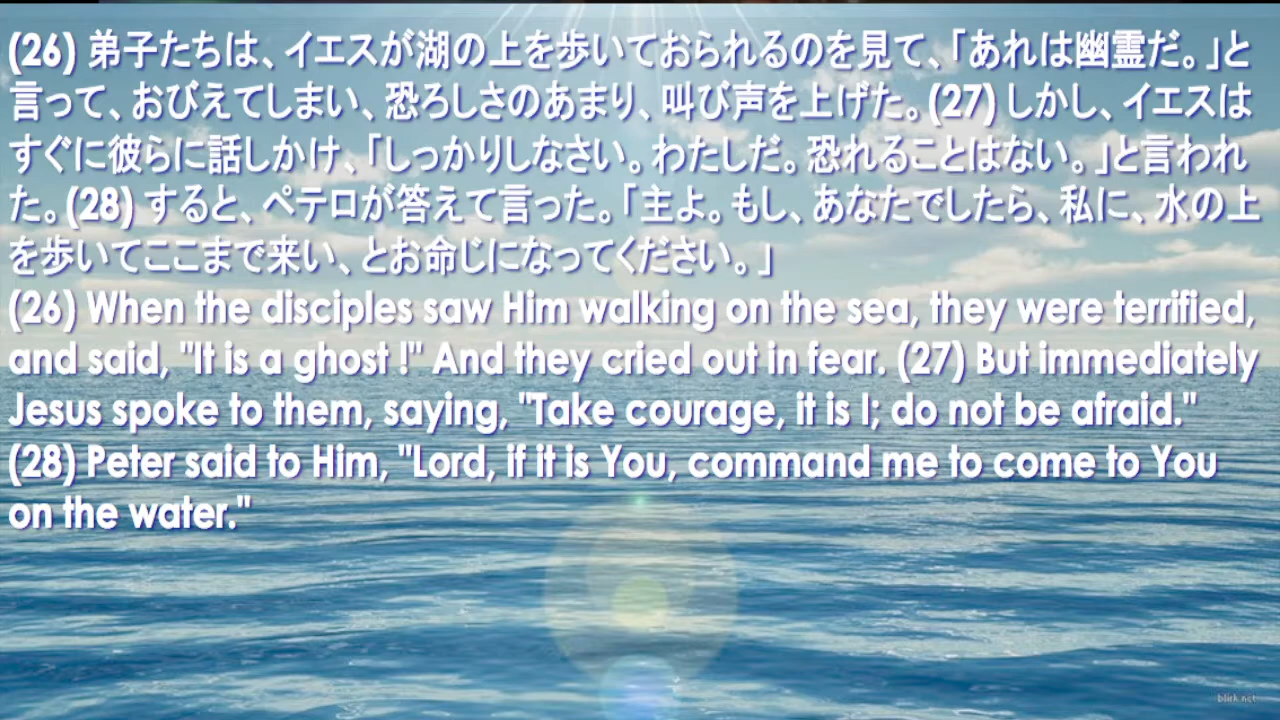 (26) 弟子たちは、イエスが湖の上を歩いておられるのを見て、「あれは幽霊だ。」と
言って、おびえてしまい、恐ろしさのあまり、叫び声を上げた。(27) しかし、イエスは
すぐに彼らに話しかけ、「しっかりしなさい。わたしだ。恐れることはない。」と言われ
た。(28) すると、ペテロが答えて言った。「主よ。もし、あなたでしたら、私に、水の上
を歩いてここまで来い、とお命じになってください。」
(26) When the disciples saw Him walking on the sea, they were terrified,
and said, "It is a ghost !" And they cried out in fear. (27) But immediately
Jesus spoke to them, saying, "Take courage, it is I; do not be afraid."
(28) Peter said to Him, "Lord, if it is You, command me to come to You
on the water."
blirk.net